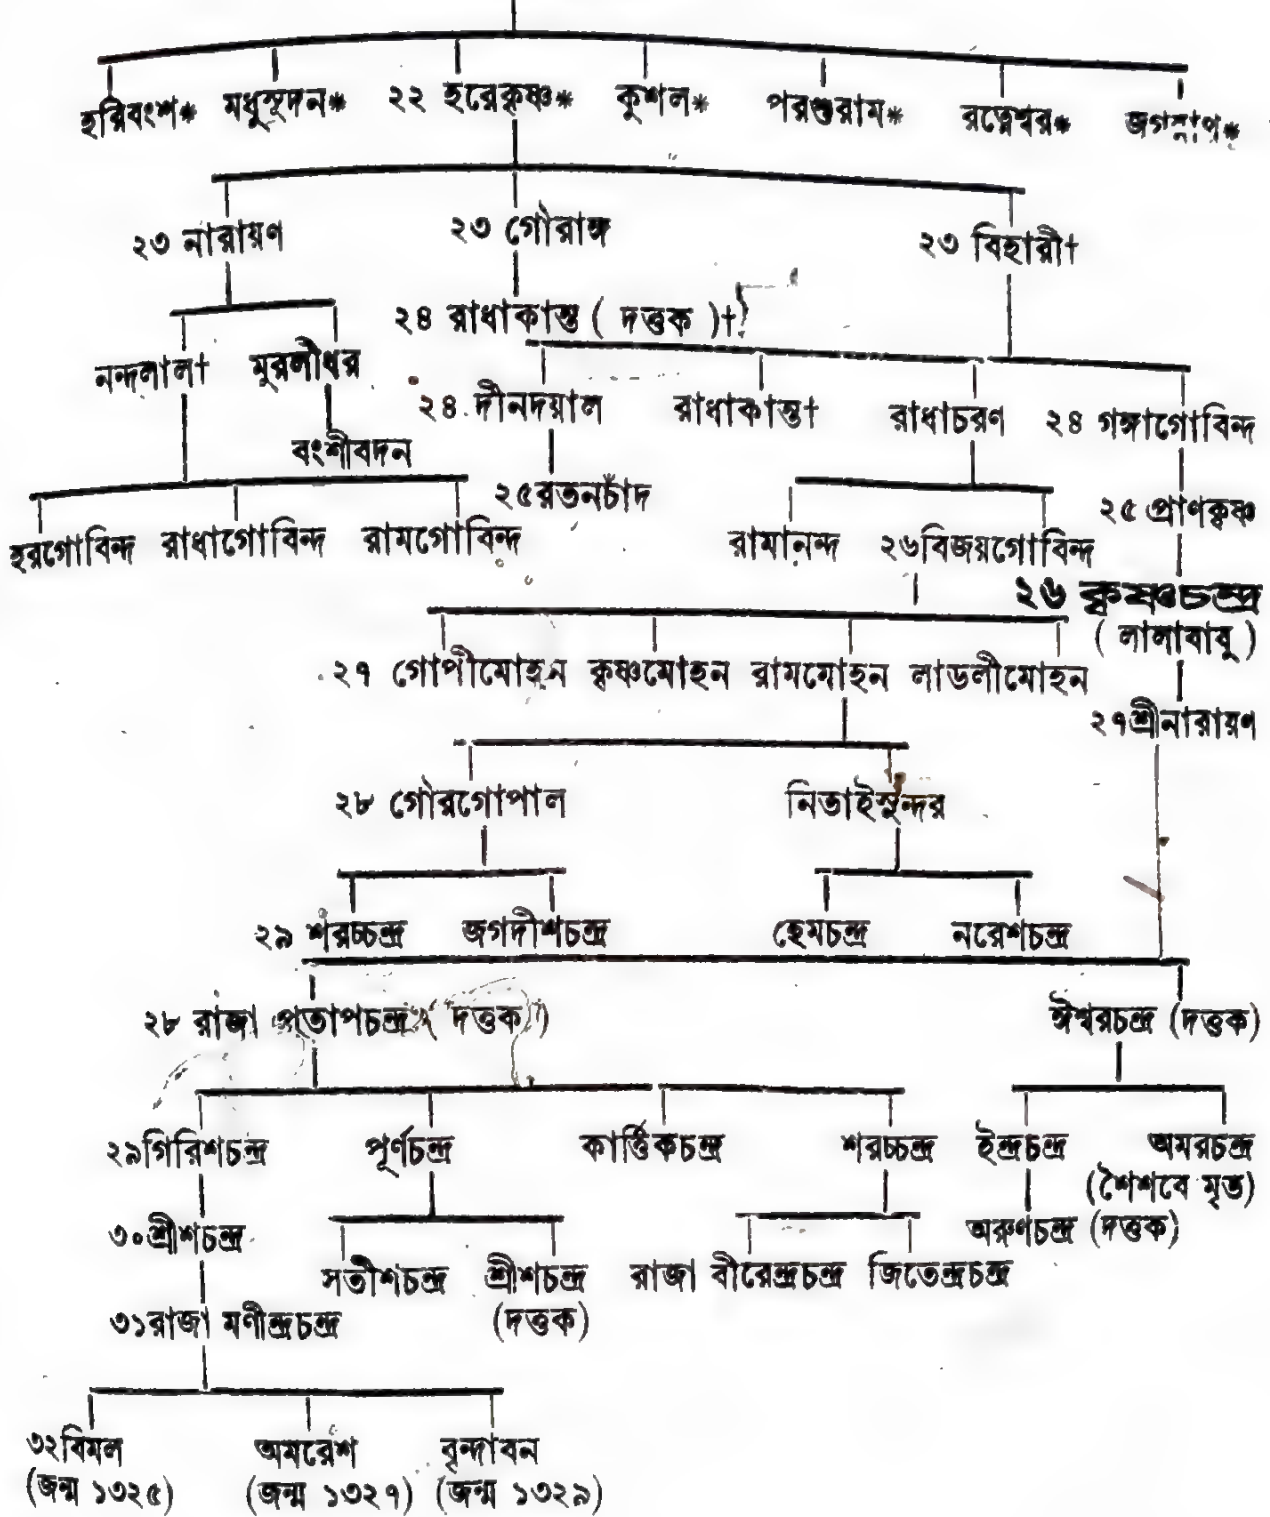 হরিবংশ* মধুসূদন* ২২ হরেকৃষ্ণ* কুশল* পরশুরাম* রত্নেশ্বর* জগন্নাথ*
২৩ নারায়ণ ২৩ গৌরাঙ্গ ২৩ বিহারী†
২৪ রাধাকান্ত ( দত্তক )†
নন্দলাল† মুরলীধর
২৪ দীনদয়াল রাধাকান্ত† রাধাচরণ ২৪ গঙ্গাগোবিন্দ
বংশীবদন
২৫রতনচাঁদ ২৫ প্রাণকৃষ্ণ
হরগোবিন্দ রাধাগোবিন্দ রামগোবিন্দ রামানন্দ ২৬বিজয়গোবিন্দ
২৬ কৃষ্ণচন্দ্র
( লালাবাবু )
২৭ গোপীমোহন কৃষ্ণমোহন রামমোহন লাডলীমোহন
২৭শ্রীনারায়ণ
২৮ গৌরগোপাল নিতাইসুন্দর
২৯ শরচ্চন্দ্র জগদীশচন্দ্র হেমচন্দ্র নরেশচন্দ্র
২৮ রাজা প্রতাপচন্দ্র ( দত্তক ) ঈশ্বরচন্দ্র (দত্তক)
২৯গিরিশচন্দ্র পূর্ণচন্দ্র কার্ত্তিকচন্দ্র শরচ্চন্দ্র ইন্দ্রচন্দ্র অমরচন্দ্র
(শৈশবে মৃত)
৩০শ্রীশচন্দ্র অরুণচন্দ্র (দত্তক)
সতীশচন্দ্র শ্রীশচন্দ্র রাজা বীরেন্দ্রচন্দ্র জিতেন্দ্রচন্দ্র
(দত্তক)
৩১রাজা মণীন্দ্রচন্দ্র
৩২বিমল অমরেশ বৃন্দাবন
(জন্ম ১৩২৫) (জন্ম ১৩২৭) (জন্ম ১৩২৯)